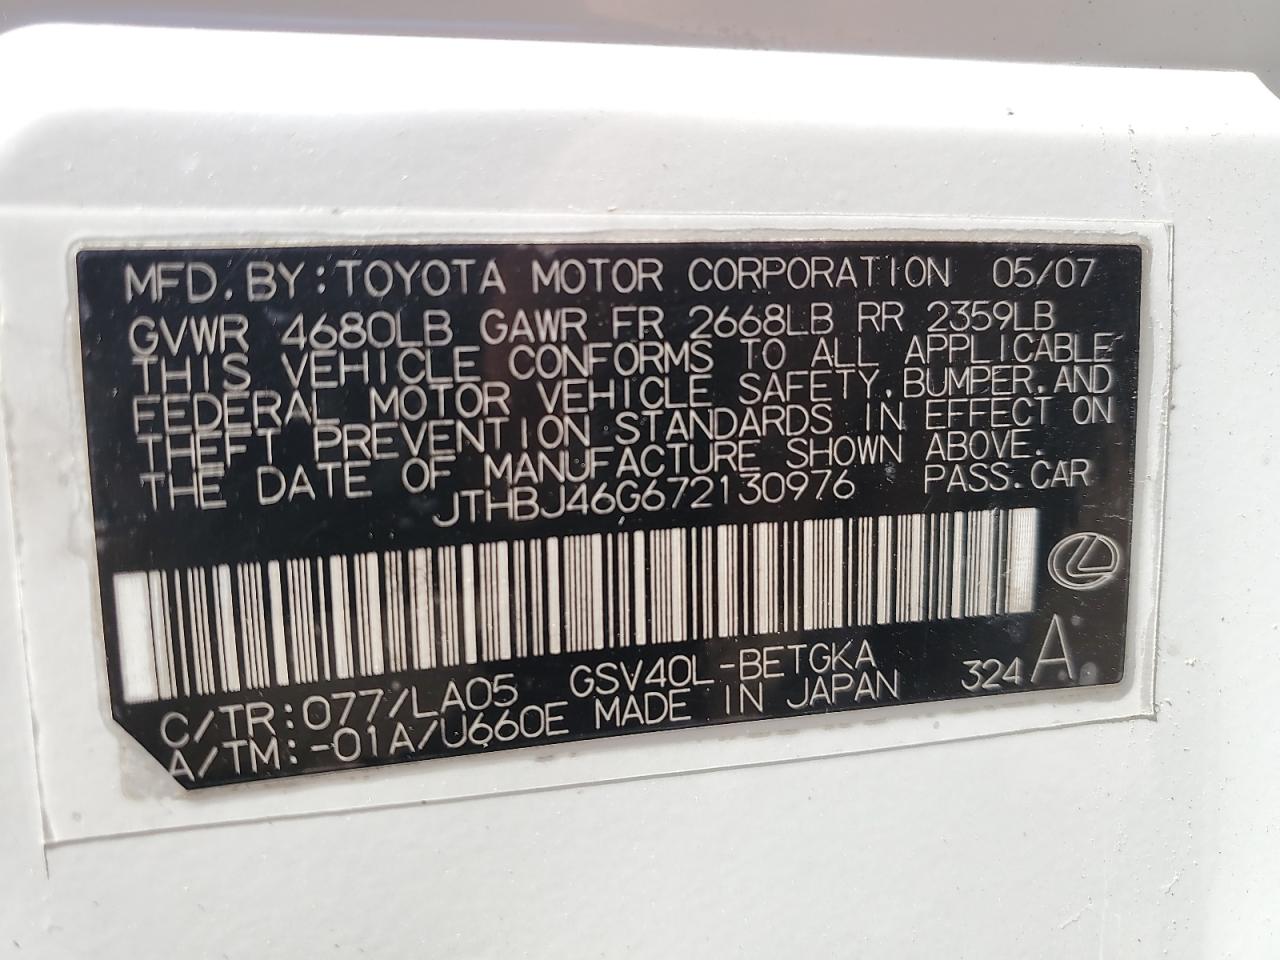 MFD. BY: TOYOTA MOTOR CORPORATION 05/07
GVWR 4680LB GAWR FR 2668LB RR 2359LB
THIS VEHICLE CONFORMS TO ALL APPLICABLE
FEDERAL MOTOR VEHICLE SAFETY, BUMPER, AND
THEFT PREVENTION STANDARDS IN EFFECT ON
THE DATE OF MANUFACTURE SHOWN ABOVE.
JTHBJ46G672130976 PASS. CAR
C/TR: 077/LA05 GSV40L-BETGKA
A/TM: -01A/U660E MADE IN JAPAN 324 A